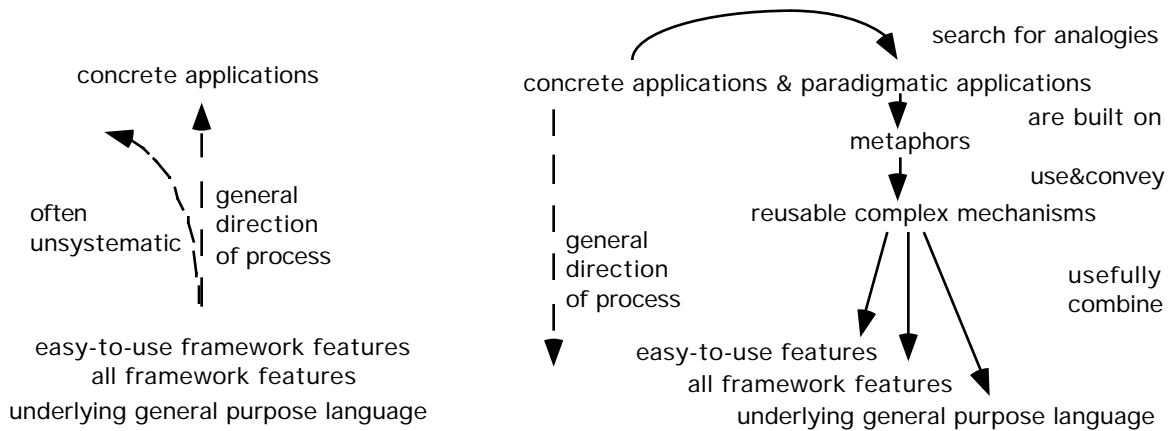 concrete applications
often
unsystematic
general
direction
of process
easy-to-use framework features
all framework features
underlying general purpose language
search for analogies
concrete applications & paradigmatic applications
are built on
metaphors
use&convey
reusable complex mechanisms
general
direction
of process
usefully
combine
easy-to-use features
all framework features
underlying general purpose language